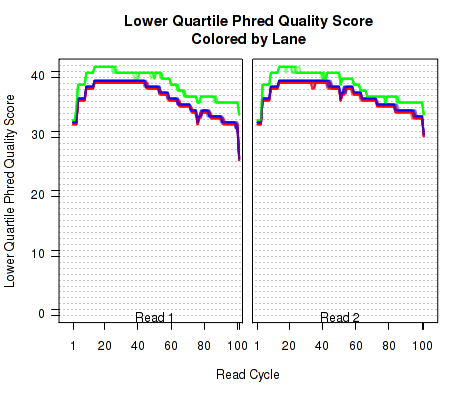 Lower Quartile Phred Quality Score
Colored by Lane
Lower Quartile Phred Quality Score
40
30
20
10
0
Read 1
Read 2
1 20 40 60 80 100
1 20 40 60 80 100
Read Cycle